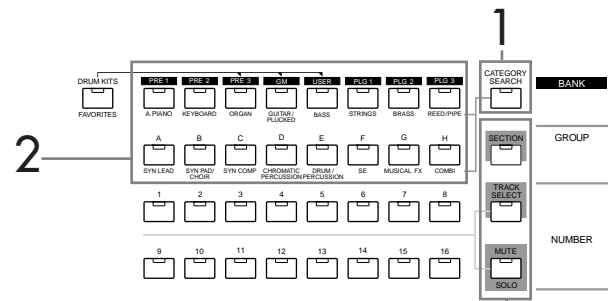 1
CATEGORY
SEARCH
BANK
DRUM KITS
PRE 1 PRE 2 PRE 3 GM USER PLG 1 PLG 2 PLG 3
FAVORITES
A. PIANO KEYBOARD ORGAN GUITAR/
PLUCKED BASS STRINGS BRASS REED/PIPE
2
A B C D E F G H
SECTION
GROUP
SYN LEAD SYN PAD/
CHOIR SYN COMP CHROMATIC
PERCUSSION DRUM /
PERCUSSION SE MUSICAL FX COMBI
1 2 3 4 5 6 7 8
TRACK
SELECT
NUMBER
9 10 11 12 13 14 15 16
MUTE
SOLO